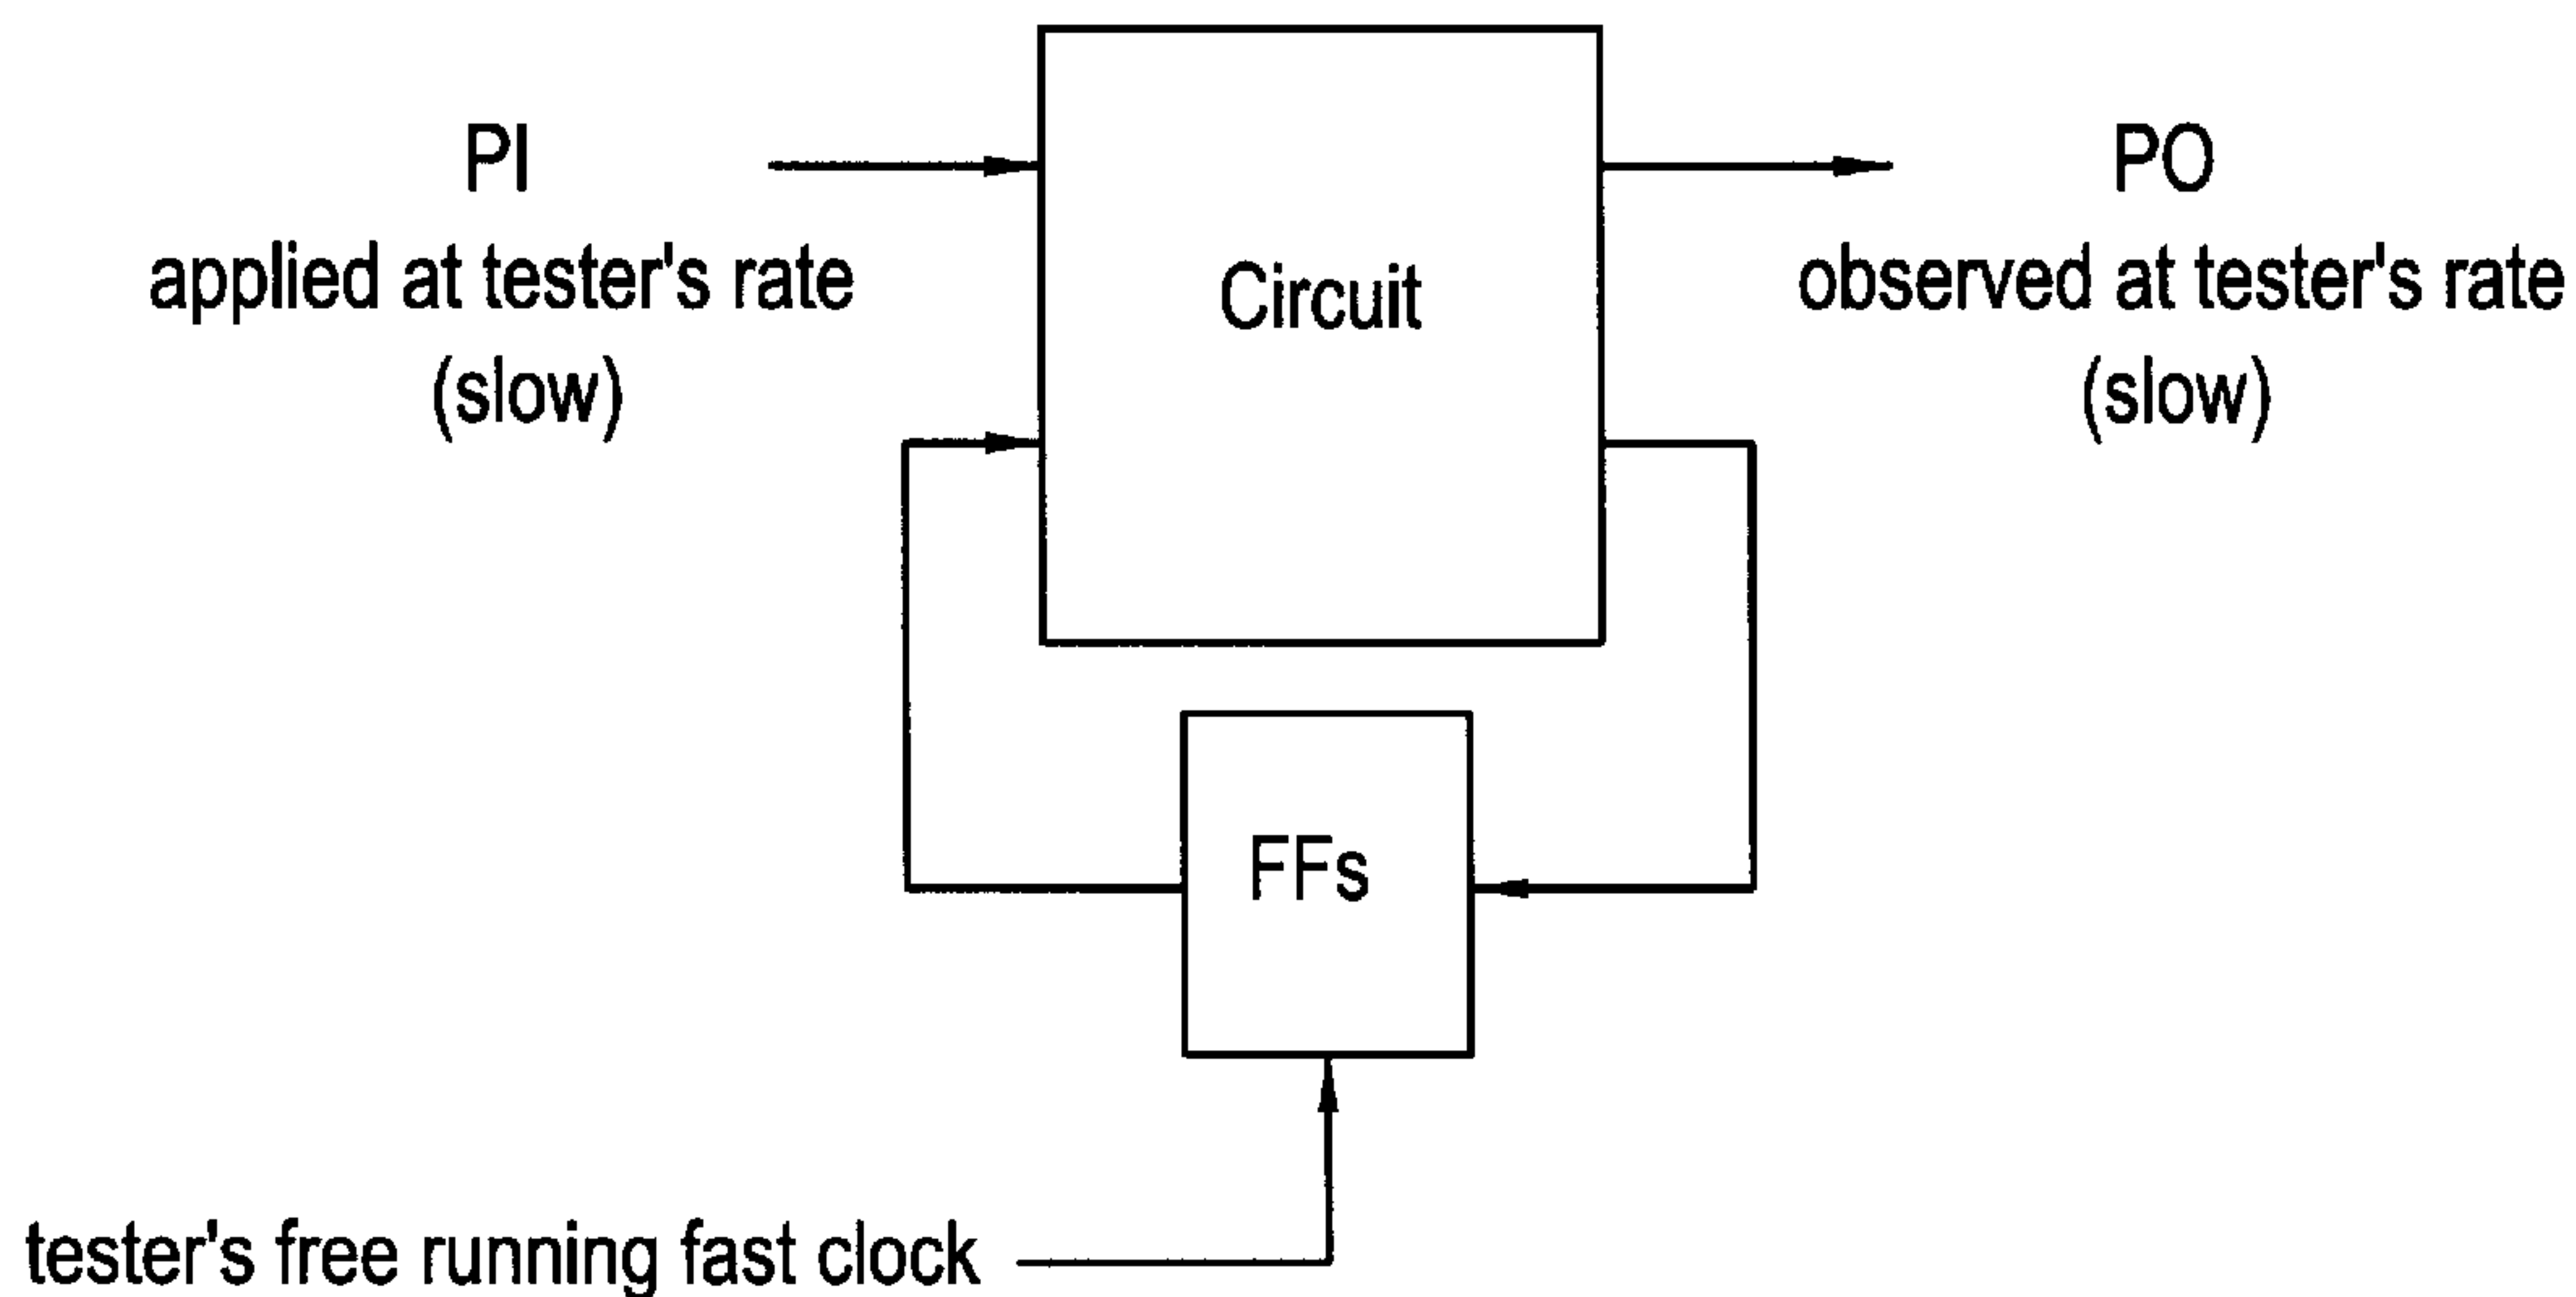 PI
applied at tester's rate
(slow)
Circuit
PO
observed at tester's rate
(slow)
FFs
tester's free running fast clock